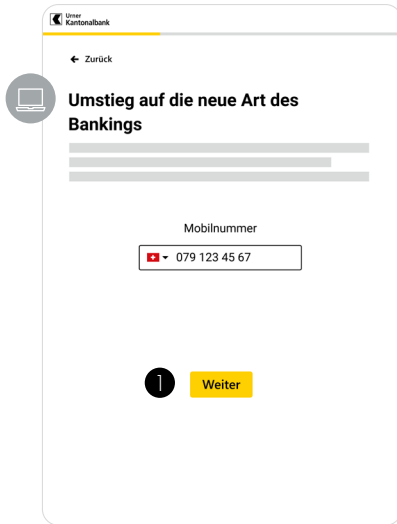 Urner
Kantonalbank
← Zurück
Umstieg auf die neue Art des
Bankings
Mobilnummer
079 123 45 67
1 Weiter